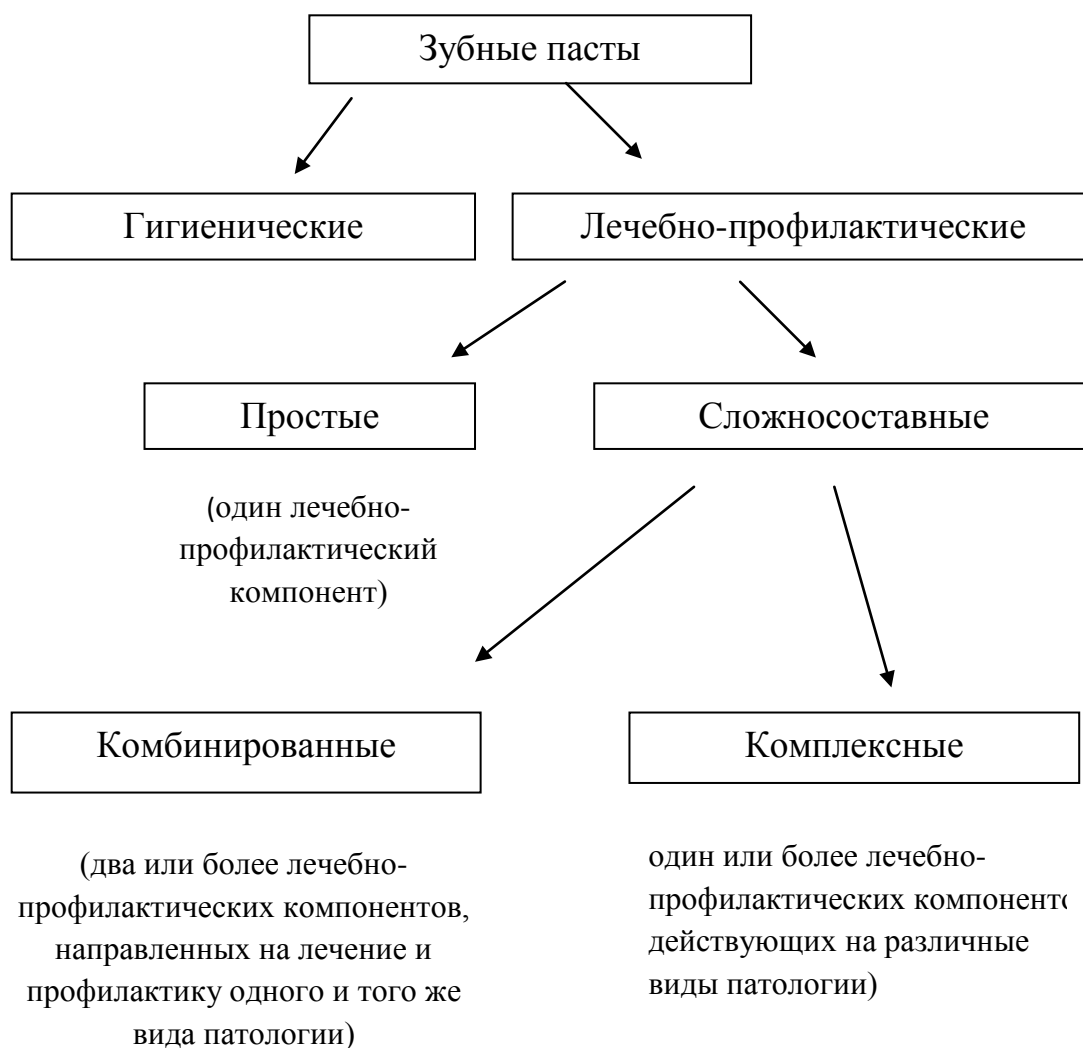 Зубные пасты
Гигиенические
Лечебно-профилактические
Простые
Сложносоставные
(один лечебно-
профилактический
компонент)
Комбинированные
Комплексные
(два или более лечебно-
профилактических компонентов,
направленных на лечение и
профилактику одного и того же
вида патологии)
один или более лечебно-
профилактических компоненто
действующих на различные
виды патологии)